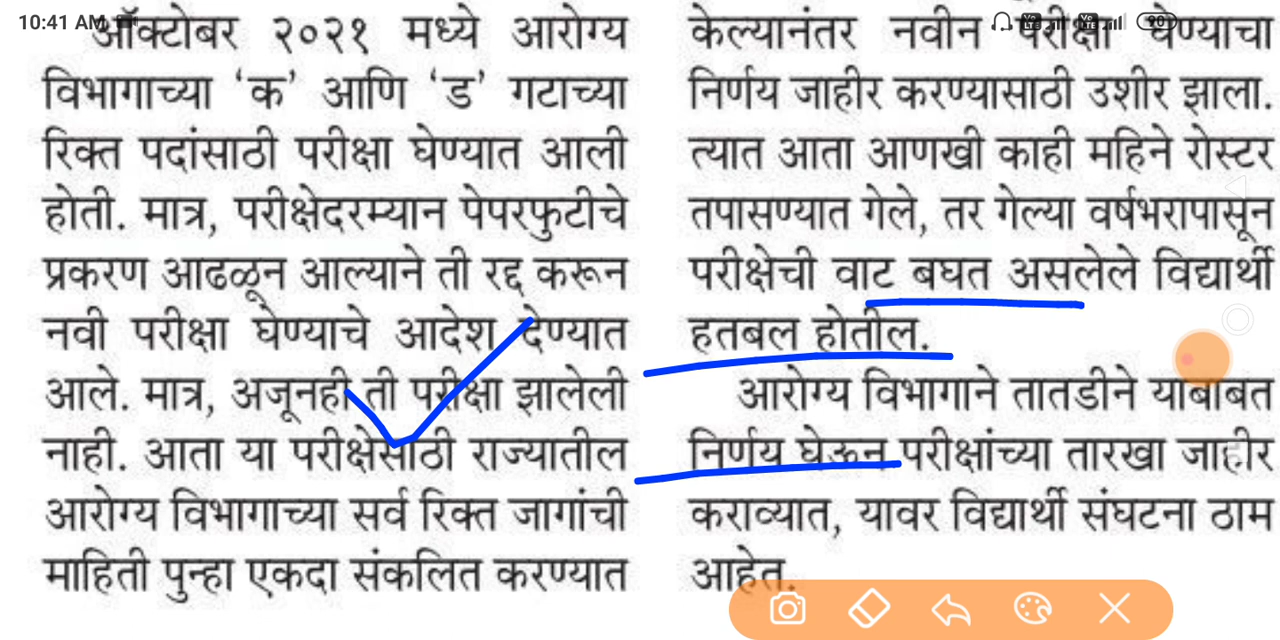 10:41 AM
90
ऑक्टोबर २०२१ मध्ये आरोग्य
विभागाच्या 'क' आणि 'ड' गटाच्या
रिक्त पदांसाठी परीक्षा घेण्यात आली
होती. मात्र, परीक्षेदरम्यान पेपरफुटीचे
प्रकरण आढळून आल्याने ती रद्द करून
नवी परीक्षा घेण्याचे आदेश देण्यात
आले. मात्र, अजूनही ती परीक्षा झालेली
नाही. आता या परीक्षेसाठी राज्यातील
आरोग्य विभागाच्या सर्व रिक्त जागांची
माहिती पुन्हा एकदा संकलित करण्यात
केल्यानंतर नवीन परीक्षा घेण्याचा
निर्णय जाहीर करण्यासाठी उशीर झाला.
त्यात आता आणखी काही महिने रोस्टर
तपासण्यात गेले, तर गेल्या वर्षभरापासून
परीक्षेची वाट बघत असलेले विद्यार्थी
हतबल होतील.
आरोग्य विभागाने तातडीने याबाबत
निर्णय घेऊन परीक्षांच्या तारखा जाहीर
कराव्यात, यावर विद्यार्थी संघटना ठाम
आहेत.